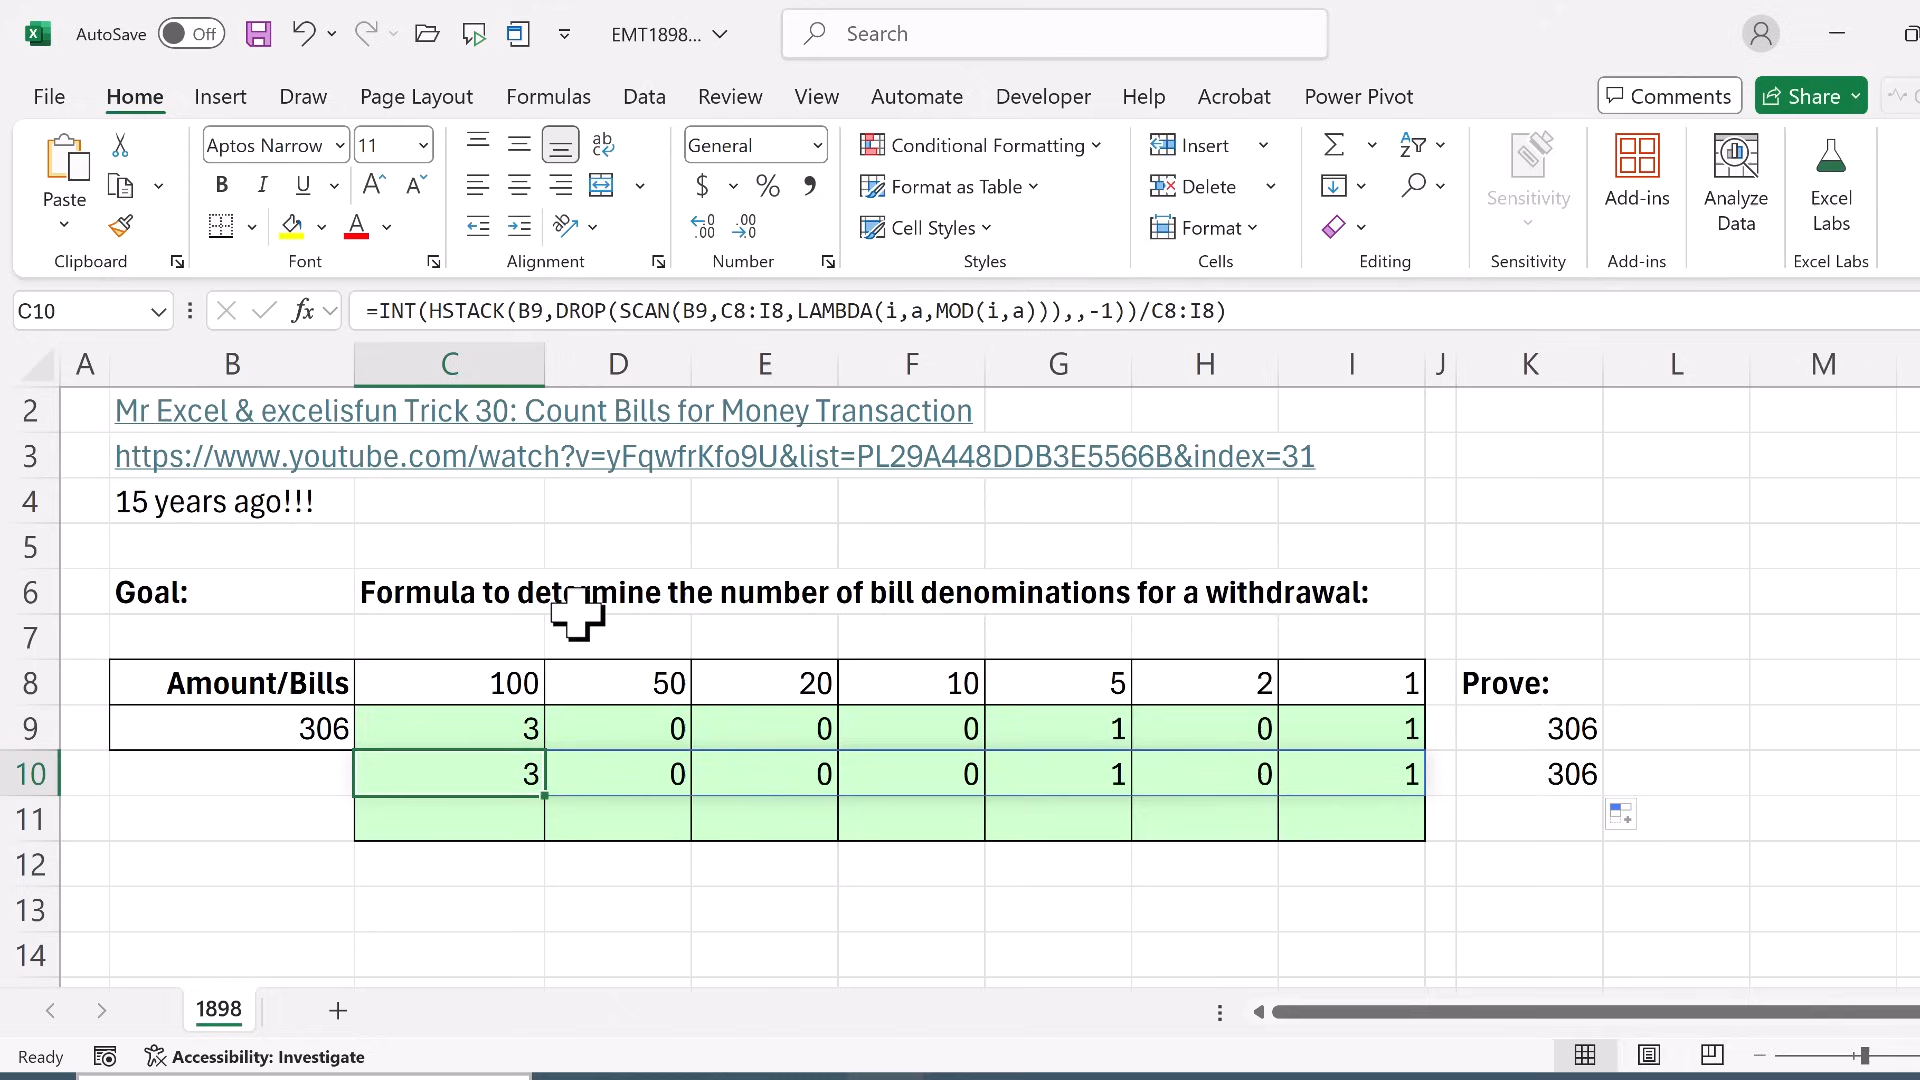 AutoSave Off EMT1898... Search
File Home Insert Draw Page Layout Formulas Data Review View Automate Developer Help Acrobat Power Pivot Comments Share
Paste Aptos Narrow 11 General Conditional Formatting Insert
B I U $ % Format as Table Delete Sensitivity Add-ins Analyze Data Excel Labs
Cell Styles Format
Clipboard Font Alignment Number Styles Cells Editing Sensitivity Add-ins Excel Labs
C10 fx =INT(HSTACK(B9,DROP(SCAN(B9,C8:I8,LAMBDA(i,a,MOD(i,a))),,-1))/C8:I8)
A B C D E F G H I J K L M
2 Mr Excel & excelisfun Trick 30: Count Bills for Money Transaction
3 https://www.youtube.com/watch?v=yFqwfrKfo9U&list=PL29A448DDB3E5566B&index=31
4 15 years ago!!!
5
6 Goal: Formula to determine the number of bill denominations for a withdrawal:
7
8 Amount/Bills 100 50 20 10 5 2 1 Prove:
9 306 3 0 0 0 1 0 1 306
10 3 0 0 0 1 0 1 306
11
12
13
14
1898
Ready Accessibility: Investigate